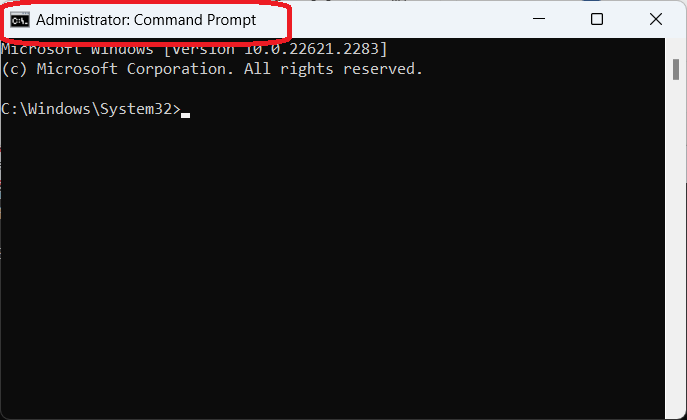 Administrator: Command Prompt
Microsoft Windows [Version 10.0.22621.2283]
(c) Microsoft Corporation. All rights reserved.
C:\Windows\System32>